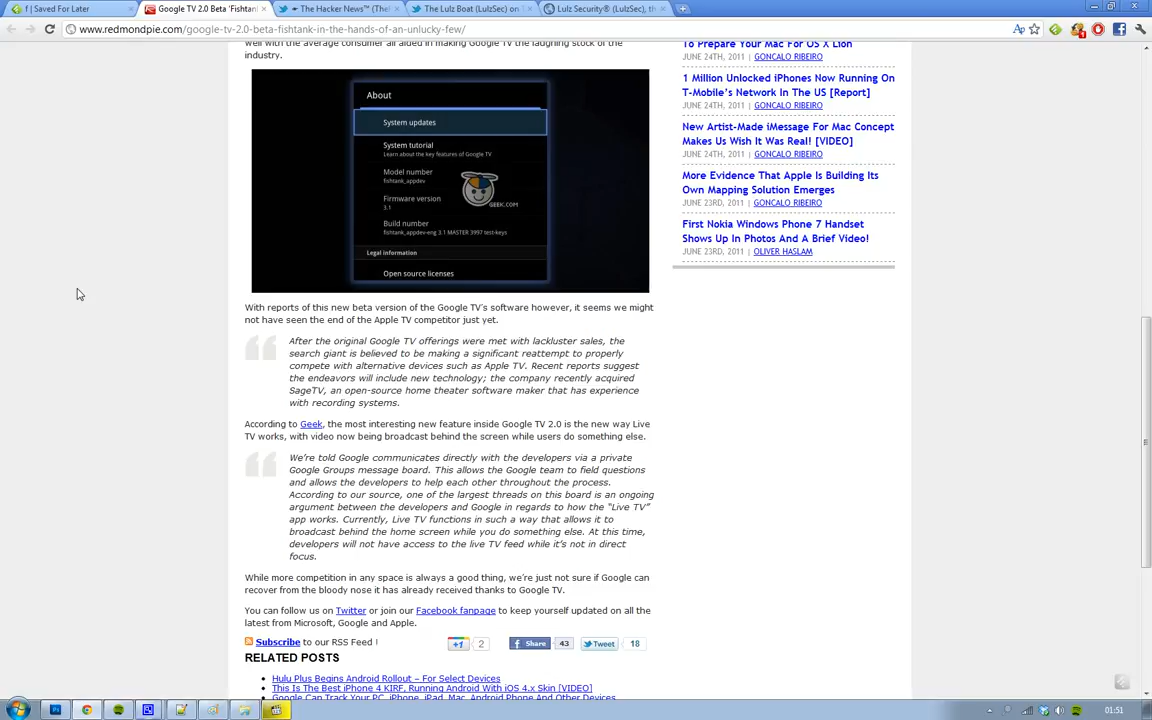 f | Saved For Later
Google TV 2.0 Beta 'Fishtank
The Hacker News™ (The
The Lulz Boat (LulzSec) on
Lulz Security® (LulzSec), th
www.redmondpie.com/google-tv-2.0-beta-fishtank-in-the-hands-of-an-unlucky-few/
well with the average consumer all aided in making Google TV the laughing stock of the
industry.
About
System updates
System tutorial
Learn about the key features of Google TV
Model number
fishtank_appdev
Firmware version
3.1
Build number
fishtank_appdev-eng 3.1 MASTER 3997 test-keys
Legal information
Open source licenses
GEEK.COM
With reports of this new beta version of the Google TV's software however, it seems we might
not have seen the end of the Apple TV competitor just yet.
After the original Google TV offerings were met with lackluster sales, the
search giant is believed to be making a significant reattempt to properly
compete with alternative devices such as Apple TV. Recent reports suggest
the endeavors will include new technology; the company recently acquired
SageTV, an open-source home theater software maker that has experience
with recording systems.
According to Geek, the most interesting new feature inside Google TV 2.0 is the new way Live
TV works, with video now being broadcast behind the screen while users do something else.
We're told Google communicates directly with the developers via a private
Google Groups message board. This allows the Google team to field questions
and allows the developers to help each other throughout the process.
According to our source, one of the largest threads on this board is an ongoing
argument between the developers and Google in regards to how the "Live TV"
app works. Currently, Live TV functions in such a way that allows it to
broadcast behind the home screen while you do something else. At this time,
developers will not have access to the live TV feed while it's not in direct
focus.
While more competition in any space is always a good thing, we're just not sure if Google can
recover from the bloody nose it has already received thanks to Google TV.
You can follow us on Twitter or join our Facebook fanpage to keep yourself updated on all the
latest from Microsoft, Google and Apple.
Subscribe to our RSS Feed !
+1 2
Share 43
Tweet 18
RELATED POSTS
Hulu Plus Begins Android Rollout – For Select Devices
This Is The Best iPhone 4 KIRF, Running Android With iOS 4.x Skin [VIDEO]
Google Can Track Your PC, iPhone, iPad, Mac, Android Phone And Other Devices
To Prepare Your Mac For OS X Lion
JUNE 24TH, 2011 GONCALO RIBEIRO
1 Million Unlocked iPhones Now Running On
T-Mobile's Network In The US [Report]
JUNE 24TH, 2011 GONCALO RIBEIRO
New Artist-Made iMessage For Mac Concept
Makes Us Wish It Was Real! [VIDEO]
JUNE 24TH, 2011 GONCALO RIBEIRO
More Evidence That Apple Is Building Its
Own Mapping Solution Emerges
JUNE 23RD, 2011 GONCALO RIBEIRO
First Nokia Windows Phone 7 Handset
Shows Up In Photos And A Brief Video!
JUNE 23RD, 2011 OLIVER HASLAM
01:51